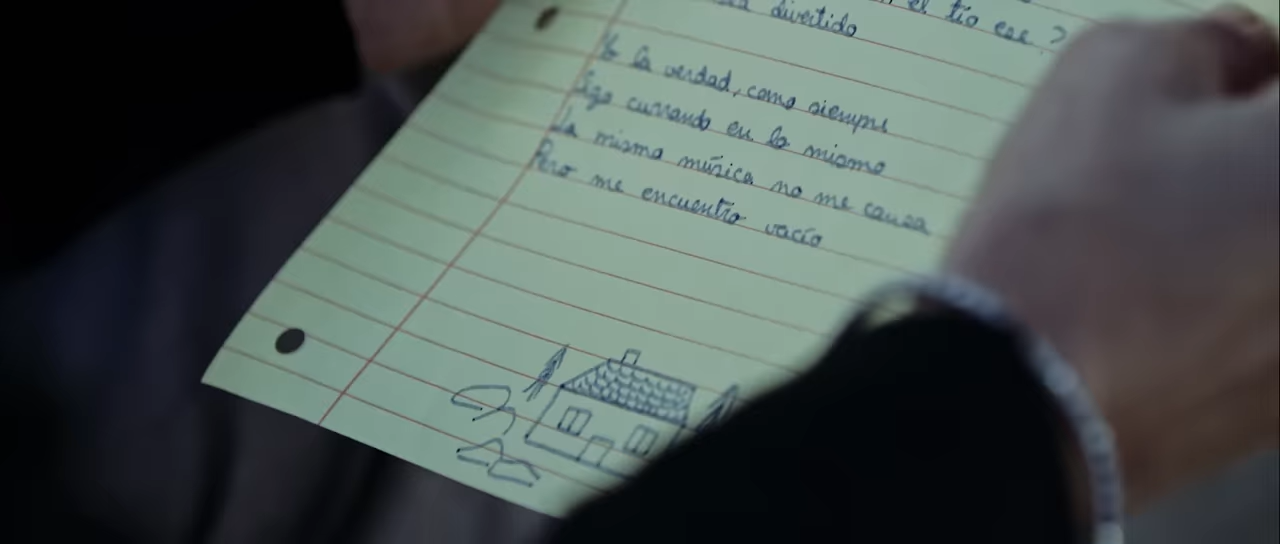 el tío ese?
divertido
Yo la verdad, como siempre
Sigo currando en lo mismo
La misma música no me causa
Pero me encuentro vacío